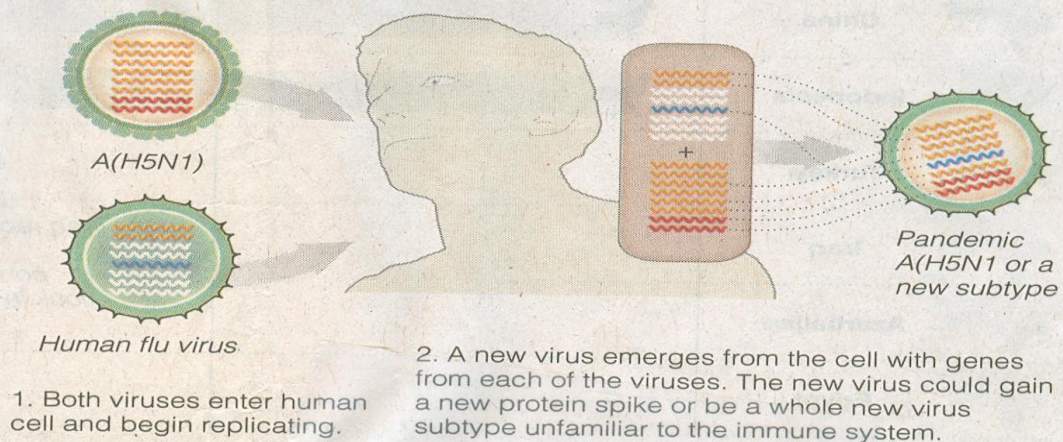 A(H5N1)
Human flu virus
1. Both viruses enter human
cell and begin replicating.
+
Pandemic
A(H5N1 or a
new subtype
2. A new virus emerges from the cell with genes
from each of the viruses. The new virus could gain
a new protein spike or be a whole new virus
subtype unfamiliar to the immune system.